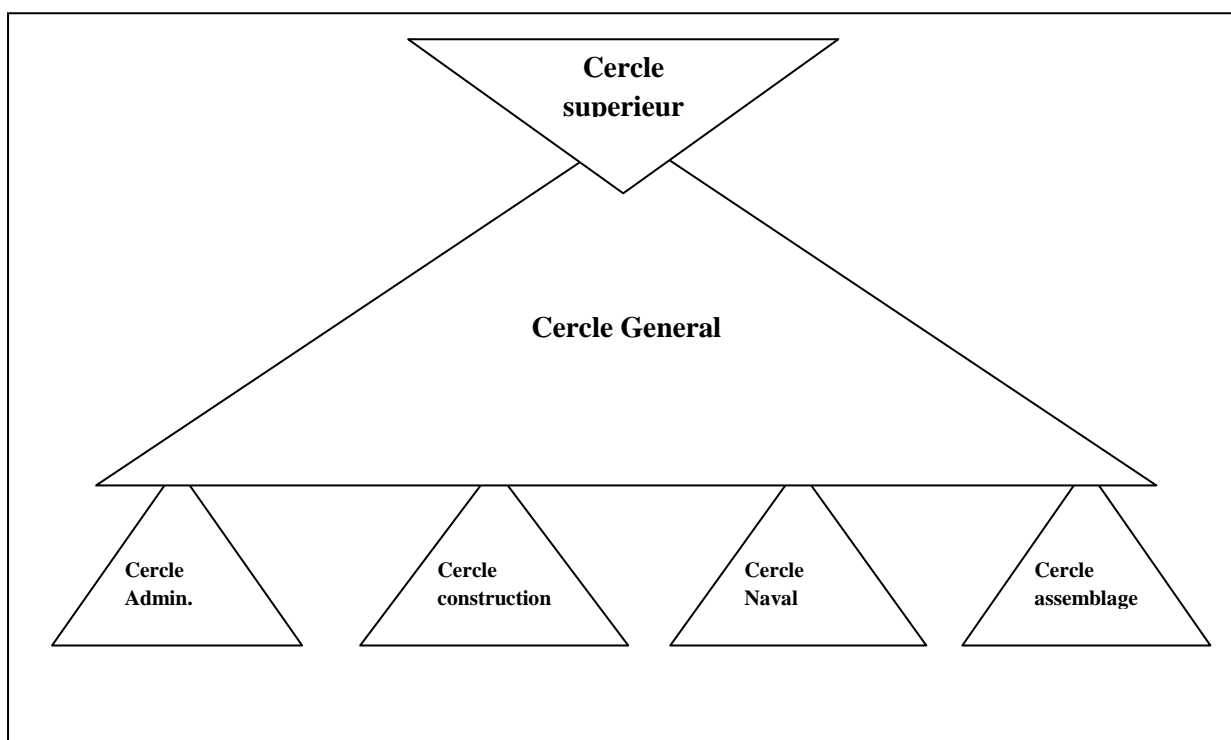 Cercle
superieur
Cercle General
Cercle
Admin.
Cercle
construction
Cercle
Naval
Cercle
assemblage